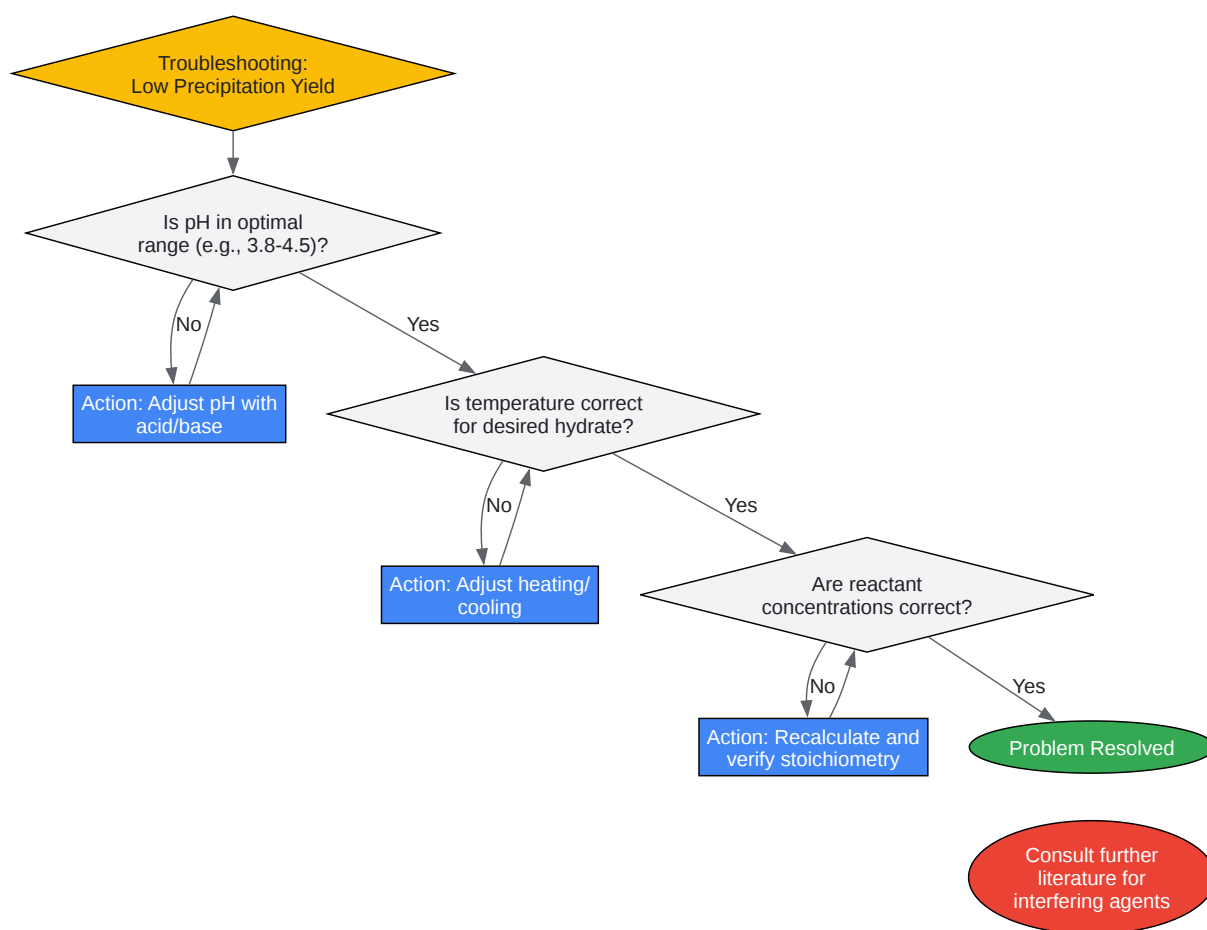 Troubleshooting:
Low Precipitation Yield
Is pH in optimal
range (e.g., 3.8-4.5)?
No
Yes
Action: Adjust pH with
acid/base
Is temperature correct
for desired hydrate?
No
Yes
Action: Adjust heating/
cooling
Are reactant
concentrations correct?
No
Yes
Action: Recalculate and
verify stoichiometry
Problem Resolved
Consult further
literature for
interfering agents